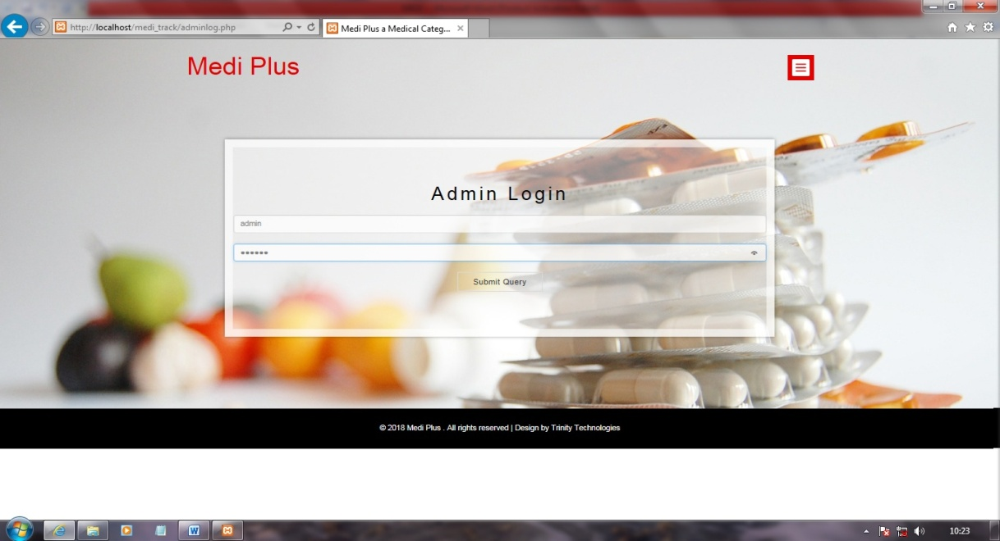 http://localhost/medi_track/adminlog.php
Medi Plus a Medical Categ...
Medi Plus
Admin Login
admin
••••••
Submit Query
© 2018 Medi Plus . All rights reserved | Design by Trinity Technologies
10:23